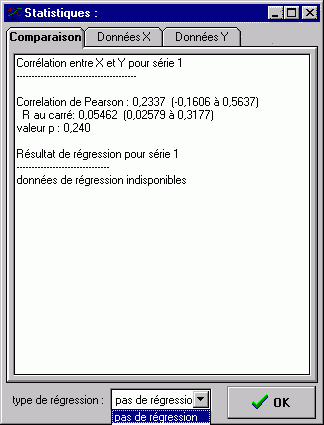 Statistiques :
Comparaison Données X Données Y
Corrélation entre X et Y pour série 1
-----------------------------------
Correlation de Pearson : 0,2337 (-0,1606 à 0,5637)
R au carré: 0,05462 (0,02579 à 0,3177)
valeur p : 0,240
Résultat de régression pour série 1
---------------------------
données de régression indisponibles
type de régression : pas de régressio OK
pas de régression